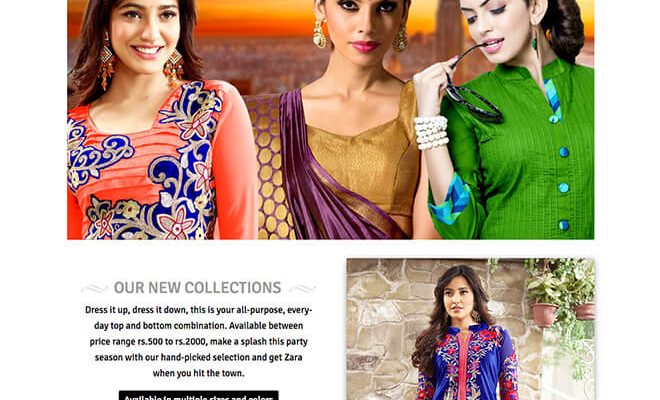 OUR NEW COLLECTIONS
Dress it up, dress it down, this is your all-purpose, every-
day top and bottom combination. Available between
price range rs.500 to rs.2000, make a splash this party
season with our hand-picked selection and get Zara
when you hit the town.
Available in multiple sizes and colors